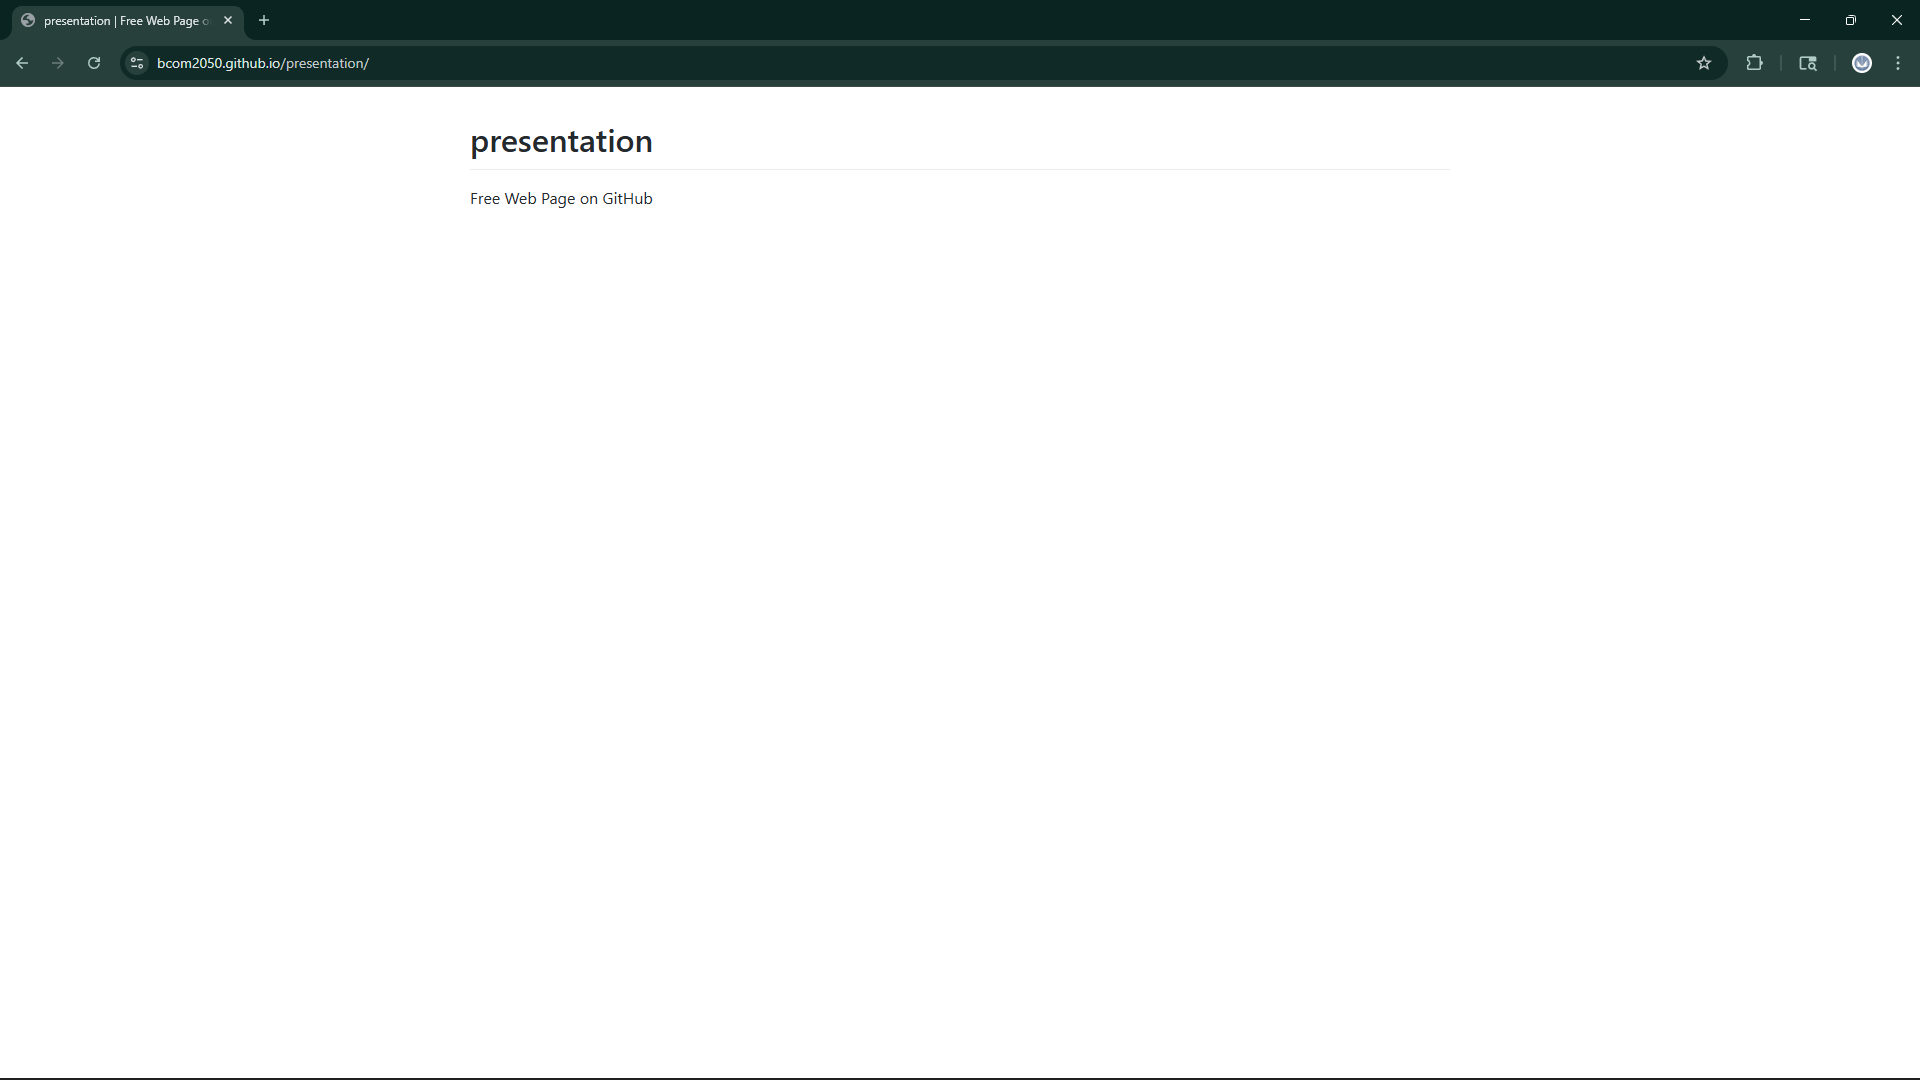 presentation | Free Web Page o
bcom2050.github.io/presentation/
presentation
Free Web Page on GitHub